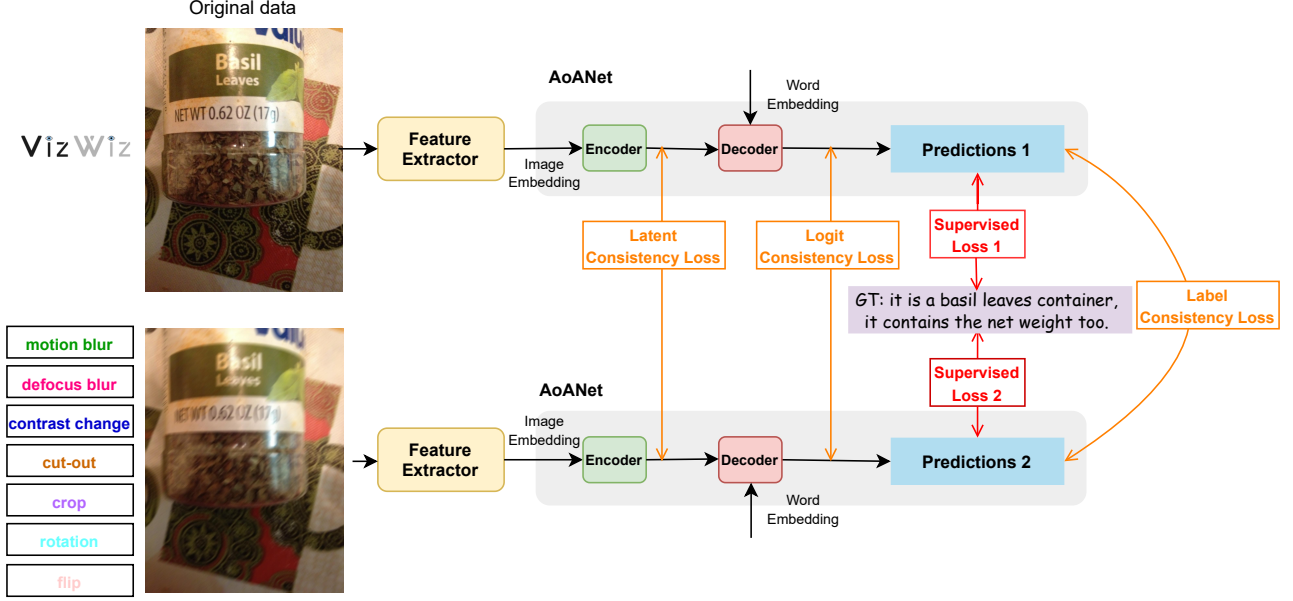 Original data
VizWiz
Basil
Leaves
NET WT 0.62 OZ (17g)
Feature
Extractor
AoANet
Image
Embedding
Encoder
Decoder
Word
Embedding
Predictions 1
Latent
Consistency Loss
Logit
Consistency Loss
Supervised
Loss 1
GT: it is a basil leaves container,
it contains the net weight too.
Label
Consistency Loss
Supervised
Loss 2
motion blur
defocus blur
contrast change
cut-out
crop
rotation
flip
Basil
Leaves
NET WT 0.62 OZ (17g)
Feature
Extractor
AoANet
Image
Embedding
Encoder
Decoder
Word
Embedding
Predictions 2